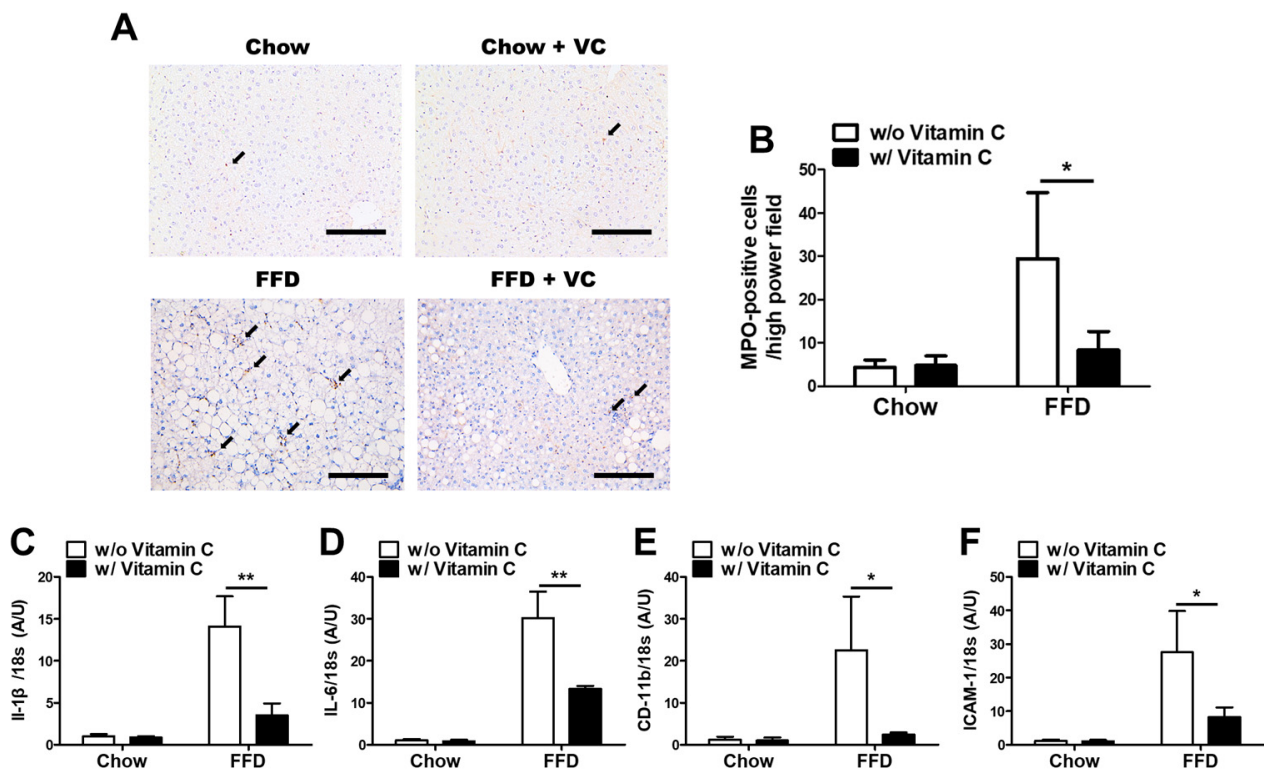 A
Chow
Chow + VC
FFD
FFD + VC
B
w/o Vitamin C
w/ Vitamin C
MPO-positive cells
/high power field
50
40
30
20
10
0
*
Chow
FFD
C
w/o Vitamin C
w/ Vitamin C
Il-1β /18s (A/U)
20
15
10
5
0
**
Chow
FFD
D
w/o Vitamin C
w/ Vitamin C
IL-6/18s (A/U)
40
30
20
10
0
**
Chow
FFD
E
w/o Vitamin C
w/ Vitamin C
CD-11b/18s (A/U)
40
30
20
10
0
*
Chow
FFD
F
w/o Vitamin C
w/ Vitamin C
ICAM-1/18s (A/U)
50
40
30
20
10
0
*
Chow
FFD